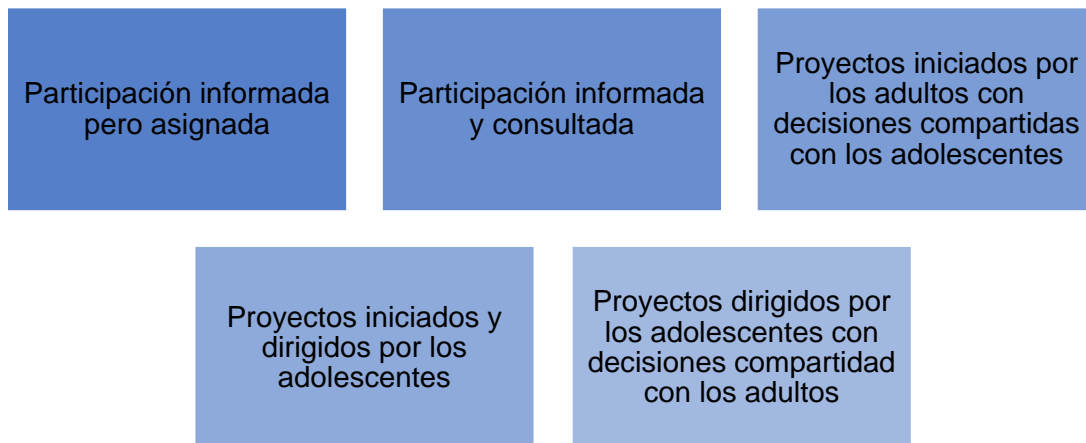 Participación informada
pero asignada
Participación informada
y consultada
Proyectos iniciados por
los adultos con
decisiones compartidas
con los adolescentes
Proyectos iniciados y
dirigidos por los
adolescentes
Proyectos dirigidos por
los adolescentes con
decisiones compartidad
con los adultos